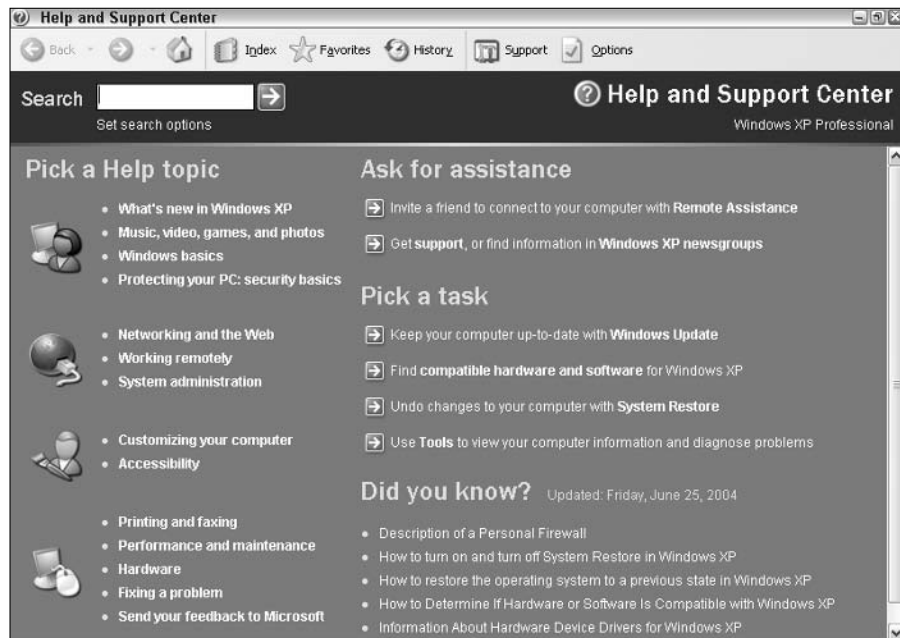 Help and Support Center
Back Index Favorites History Support Options
Search
Set search options
Help and Support Center
Windows XP Professional
Pick a Help topic
What's new in Windows XP
Music, video, games, and photos
Windows basics
Protecting your PC: security basics
Networking and the Web
Working remotely
System administration
Customizing your computer
Accessibility
Printing and faxing
Performance and maintenance
Hardware
Fixing a problem
Send your feedback to Microsoft
Ask for assistance
Invite a friend to connect to your computer with Remote Assistance
Get support, or find information in Windows XP newsgroups
Pick a task
Keep your computer up-to-date with Windows Update
Find compatible hardware and software for Windows XP
Undo changes to your computer with System Restore
Use Tools to view your computer information and diagnose problems
Did you know? Updated: Friday, June 25, 2004
Description of a Personal Firewall
How to turn on and turn off System Restore in Windows XP
How to restore the operating system to a previous state in Windows XP
How to Determine If Hardware or Software Is Compatible with Windows XP
Information About Hardware Device Drivers for Windows XP